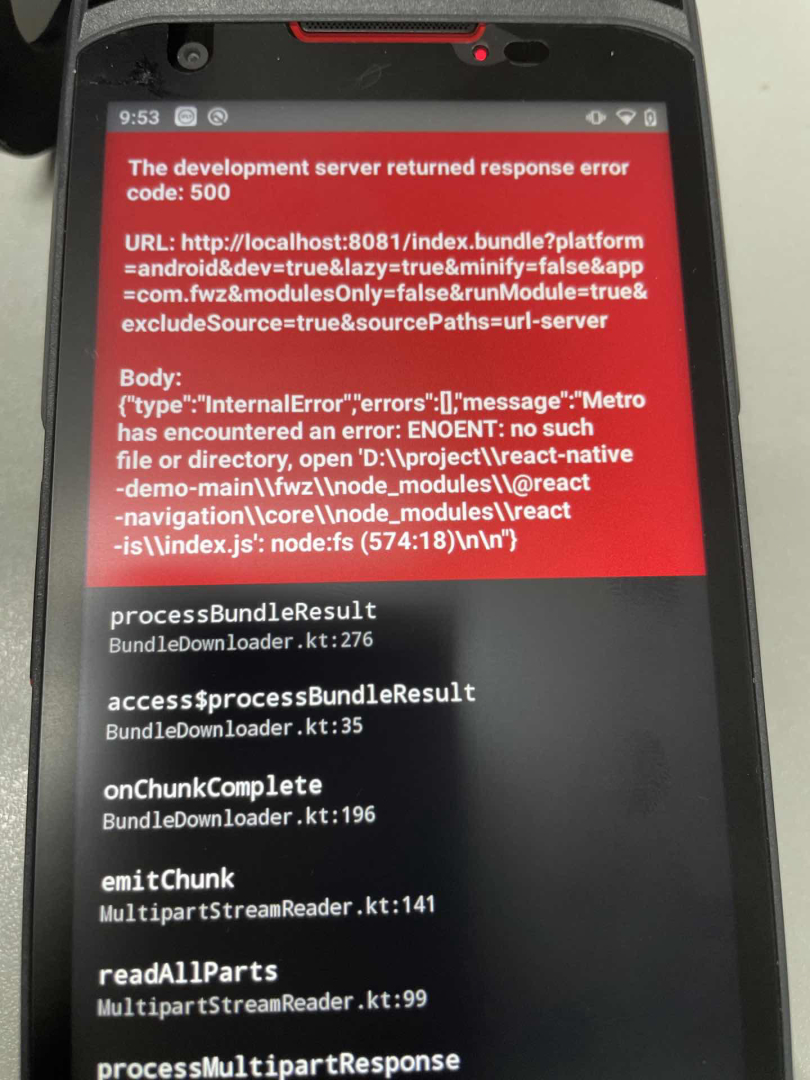 9:53
The development server returned response error
code: 500
URL: http://localhost:8081/index.bundle?platform
=android&dev=true&lazy=true&minify=false&app
=com.fwz&modulesOnly=false&runModule=true&
excludeSource=true&sourcePaths=url-server
Body:
{"type":"InternalError","errors":[],"message":"Metro
has encountered an error: ENOENT: no such
file or directory, open 'D:\\project\\react-native
-demo-main\\fwz\\node_modules\\@react
-navigation\\core\\node_modules\\react
-is\\index.js': node:fs (574:18)\n\n"}
processBundleResult
BundleDownloader.kt:276
access$processBundleResult
BundleDownloader.kt:35
onChunkComplete
BundleDownloader.kt:196
emitChunk
MultipartStreamReader.kt:141
readAllParts
MultipartStreamReader.kt:99
processMultipartResponse